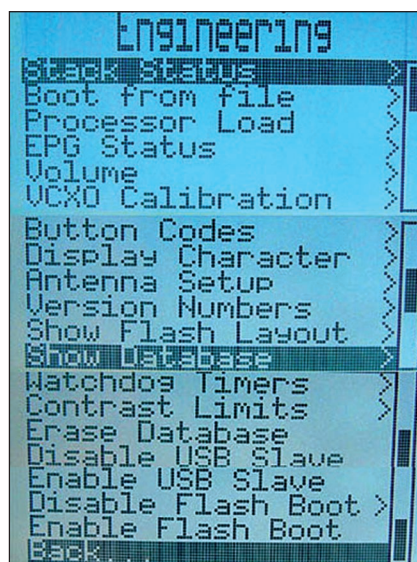 Engineering
Stack Status >
Boot from file >
Processor Load >
EPG Status >
Volume >
VCXO Calibration >
Button Codes >
Display Character >
Antenna Setup >
Version Numbers >
Show Flash Layout >
Show Database >
Watchdog Timers >
Contrast Limits >
Erase Database
Disable USB Slave
Enable USB Slave
Disable Flash Boot >
Enable Flash Boot
Back...